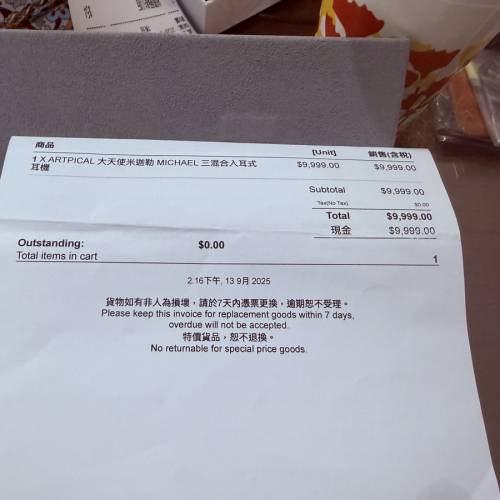 商品 [Unit] 銷售(含稅)
1 X ARTPICAL 大天使米迦勒 MICHAEL 三混合入耳式 $9,999.00 $9,999.00
耳機
Subtotal $9,999.00
Tax(No Tax) $0.00
Total $9,999.00
現金 $9,999.00
Outstanding: $0.00
Total items in cart 1
2.16下午, 13 9月 2025
貨物如有非人為損壞，請於7天內憑票更換，逾期恕不受理。
Please keep this invoice for replacement goods within 7 days,
overdue will not be accepted.
特價貨品，恕不退換。
No returnable for special price goods.